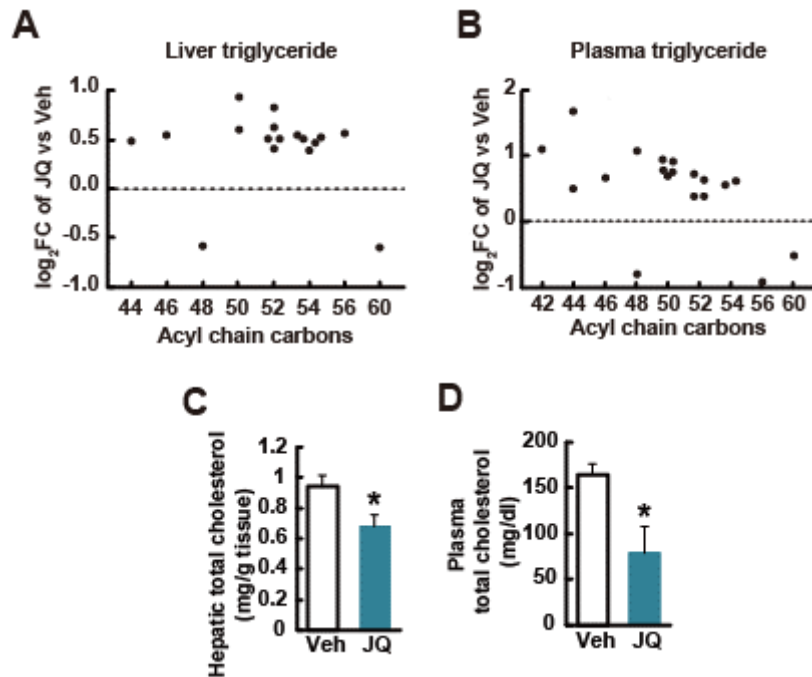 A
Liver triglyceride
log₂FC of JQ vs Veh
1.0
0.5
0.0
-0.5
-1.0
44 46 48 50 52 54 56 60
Acyl chain carbons
B
Plasma triglyceride
log₂FC of JQ vs Veh
2
1
0
-1
42 44 46 48 50 52 54 56 60
Acyl chain carbons
C
Hepatic total cholesterol
(mg/g tissue)
1.2
1
0.8
0.6
0.4
0.2
0
*
Veh JQ
D
Plasma
total cholesterol
(mg/dl)
200
150
100
50
0
*
Veh JQ